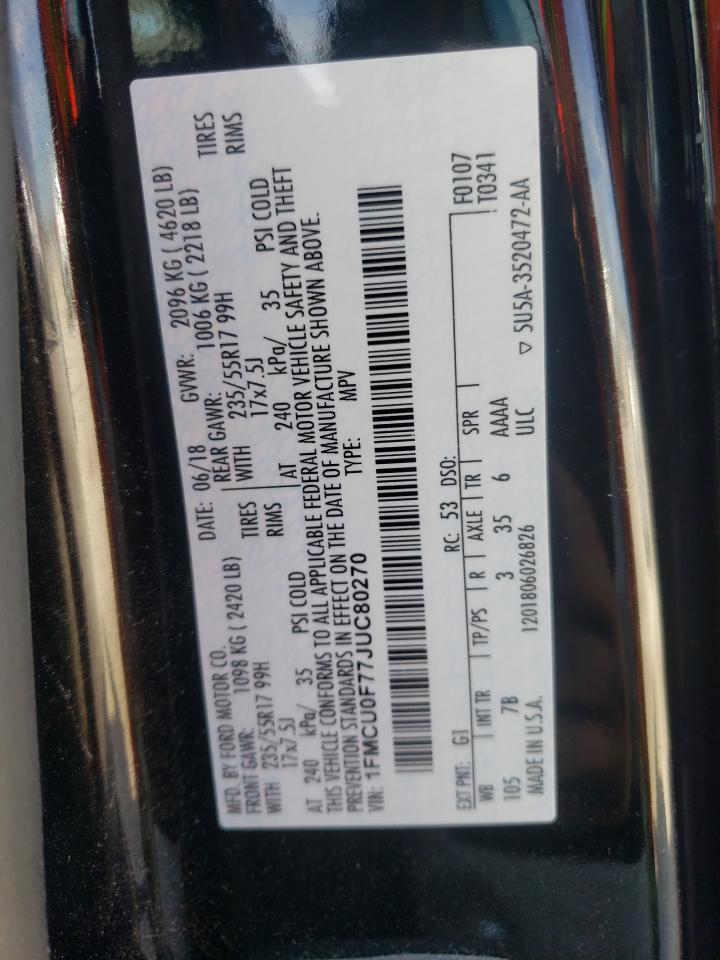 MFD. BY FORD MOTOR CO.
DATE: 06/18 GVWR: 2096 KG ( 4620 LB)
FRONT GAWR: 1098 KG ( 2420 LB) REAR GAWR: 1006 KG ( 2218 LB)
WITH 235/55R17 99H TIRES WITH 235/55R17 99H TIRES
17x7.5J RIMS 17x7.5J RIMS
AT 240 kPa/ 35 PSI COLD AT 240 kPa/ 35 PSI COLD
THIS VEHICLE CONFORMS TO ALL APPLICABLE FEDERAL MOTOR VEHICLE SAFETY AND THEFT
PREVENTION STANDARDS IN EFFECT ON THE DATE OF MANUFACTURE SHOWN ABOVE.
VIN: 1FMCU0F77JUC80270 TYPE: MPV
EXT PNT: G1 RC: 53 DSO: F0107
WB INT TR TP/PS R AXLE TR SPR T0341
105 7B 3 35 6 AAAA
ULC
MADE IN U.S.A. 1201806026826 ▽ 5U5A-3520472-AA